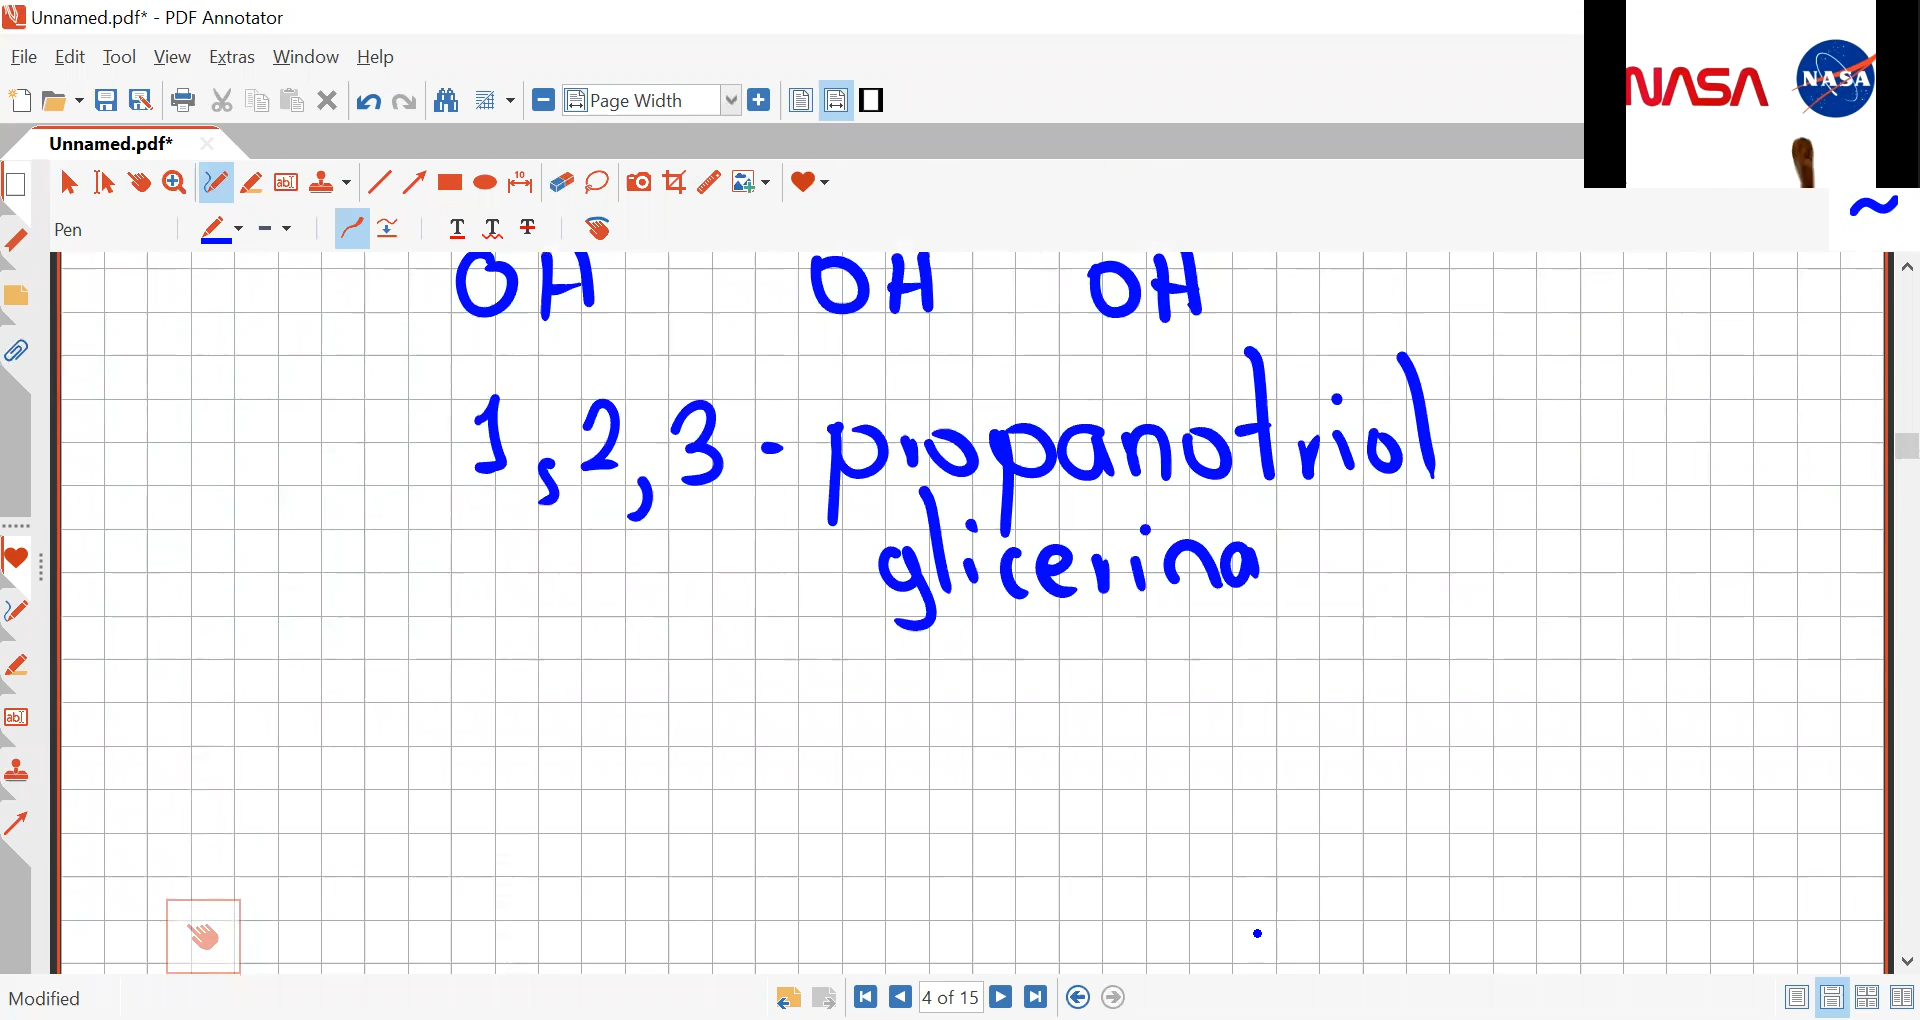 Unnamed.pdf* - PDF Annotator
File Edit Tool View Extras Window Help
Page Width
NASA NASA
Unnamed.pdf*
Pen
OH OH OH
1,2,3 - propanotriol
glicerina
Modified
4 of 15